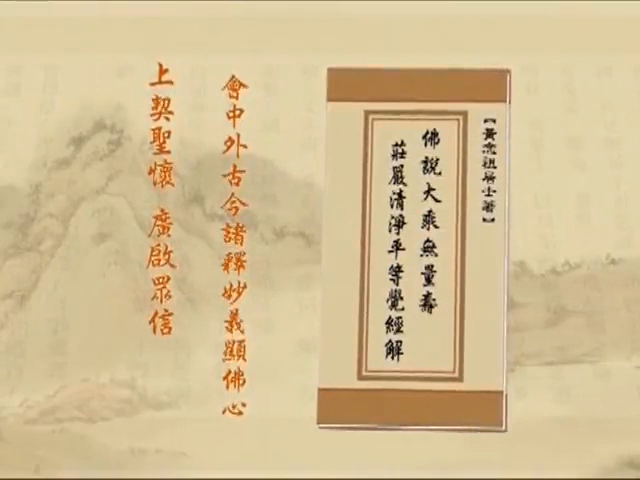 【黃念祖居士著】
佛說大乘無量壽
莊嚴清淨平等覺經解
會中外古今諸釋妙義顯佛心
上契聖懷 廣啟眾信